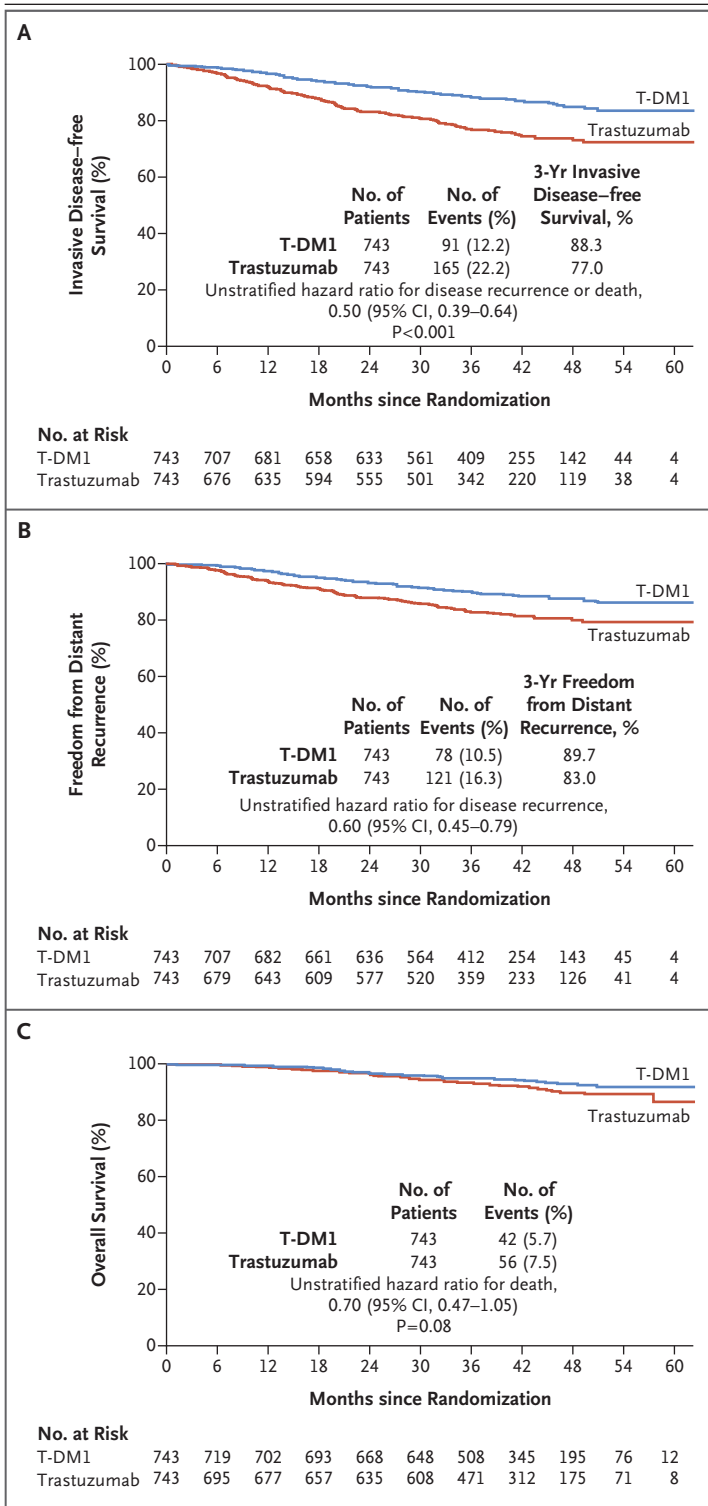 A
100
80
60
40
20
0
Invasive Disease–free
Survival (%)
T-DM1
Trastuzumab
No. of
Patients
No. of
Events (%)
3-Yr Invasive
Disease–free
Survival, %
T-DM1 743 91 (12.2) 88.3
Trastuzumab 743 165 (22.2) 77.0
Unstratified hazard ratio for disease recurrence or death,
0.50 (95% CI, 0.39–0.64)
P<0.001
0 6 12 18 24 30 36 42 48 54 60
Months since Randomization
No. at Risk
T-DM1 743 707 681 658 633 561 409 255 142 44 4
Trastuzumab 743 676 635 594 555 501 342 220 119 38 4
B
100
80
60
40
20
0
Freedom from Distant
Recurrence (%)
T-DM1
Trastuzumab
No. of
Patients
No. of
Events (%)
3-Yr Freedom
from Distant
Recurrence, %
T-DM1 743 78 (10.5) 89.7
Trastuzumab 743 121 (16.3) 83.0
Unstratified hazard ratio for disease recurrence,
0.60 (95% CI, 0.45–0.79)
0 6 12 18 24 30 36 42 48 54 60
Months since Randomization
No. at Risk
T-DM1 743 707 682 661 636 564 412 254 143 45 4
Trastuzumab 743 679 643 609 577 520 359 233 126 41 4
C
100
80
60
40
20
0
Overall Survival (%)
T-DM1
Trastuzumab
No. of
Patients
No. of
Events (%)
T-DM1 743 42 (5.7)
Trastuzumab 743 56 (7.5)
Unstratified hazard ratio for death,
0.70 (95% CI, 0.47–1.05)
P=0.08
0 6 12 18 24 30 36 42 48 54 60
Months since Randomization
No. at Risk
T-DM1 743 719 702 693 668 648 508 345 195 76 12
Trastuzumab 743 695 677 657 635 608 471 312 175 71 8